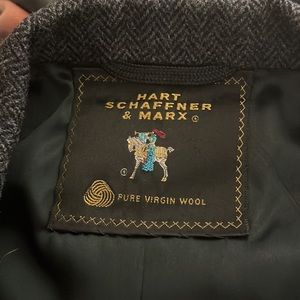 HART
SCHAFFNER
& MARX
PURE VIRGIN WOOL